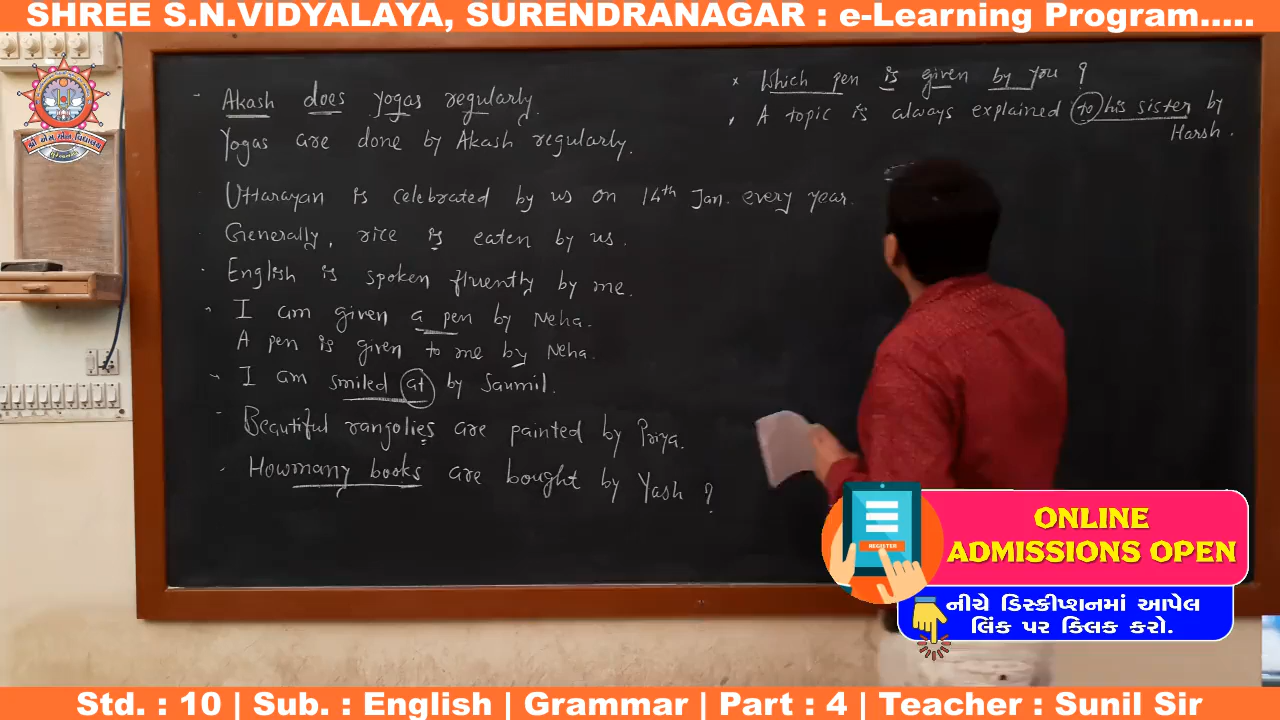 SHREE S.N.VIDYALAYA, SURENDRANAGAR : e-Learning Program.....
Akash does yogas regularly.
Yogas are done by Akash regularly.
Uttarayan is celebrated by us on 14th Jan. every year.
Generally, rice is eaten by us.
English is spoken fluently by me.
I am given a pen by Neha.
A pen is given to me by Neha.
I am smiled at by Saumil.
Beautiful rangolies are painted by Priya.
Howmany books are bought by Yash ?
× Which pen is given by you ?
A topic is always explained to his sister by
Harsh.
REGISTER
ONLINE
ADMISSIONS OPEN
નીચે ડિસ્ક્રીપ્શનમાં આપેલ
લિંક પર ક્લિક કરો.
Std. : 10 | Sub. : English | Grammar | Part : 4 | Teacher : Sunil Sir